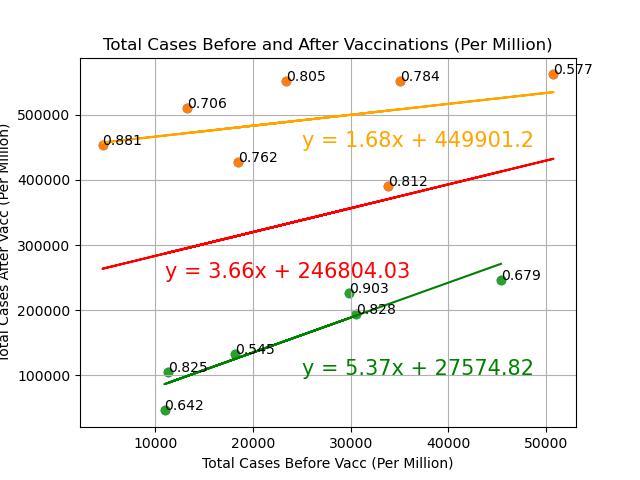 Total Cases Before and After Vaccinations (Per Million)
0.577
0.805
0.784
0.706
500000
0.881
y = 1.68x + 449901.2
0.762
400000
0.812
Total Cases After Vacc (Per Million)
300000
y = 3.66x + 246804.03
0.679
0.903
200000
0.828
0.545
0.825
y = 5.37x + 27574.82
100000
0.642
10000 20000 30000 40000 50000
Total Cases Before Vacc (Per Million)